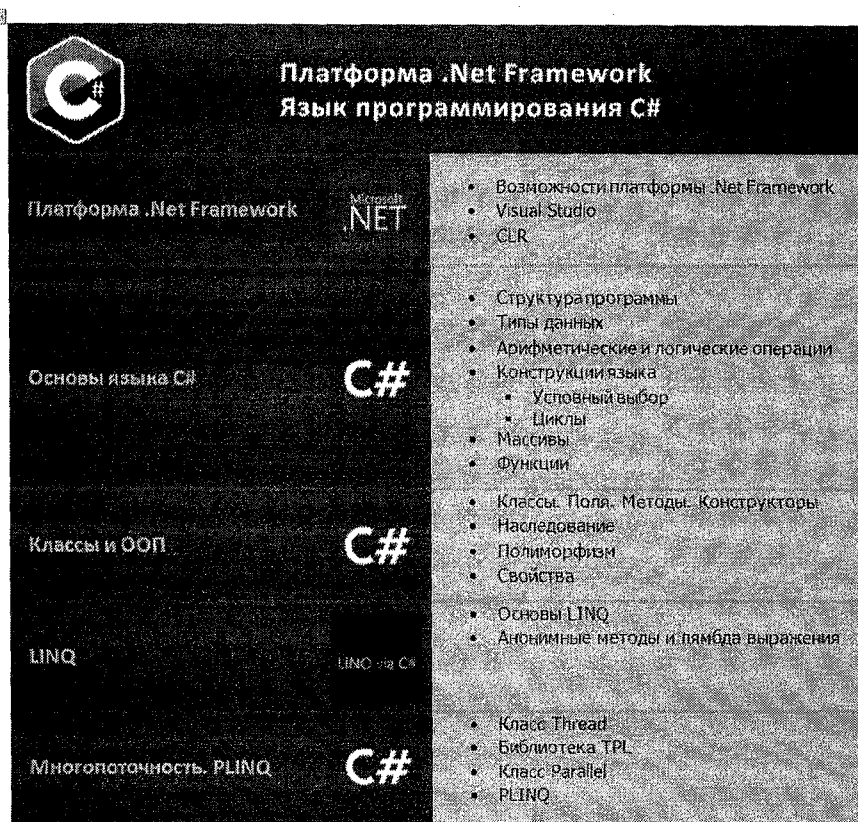 C#
Платформа .Net Framework
Язык программирования C#
Платформа .Net Framework
Microsoft
.NET
• Возможности платформы .Net Framework
• Visual Studio
• CLR
Основы языка C#
C#
• Структура программы
• Типы данных
• Арифметические и логические операции
• Конструкции языка
▪ Условный выбор
▪ Циклы
• Массивы
• Функции
Классы и ООП
C#
• Классы. Поля. Методы. Конструкторы
• Наследование
• Полиморфизм
• Свойства
LINQ
LINQ via C#
• Основы LINQ
• Анонимные методы и лямбда выражения
Многопоточность. PLINQ
C#
• Класс Thread
• Библиотека TPL
• Класс Parallel
• PLINQ